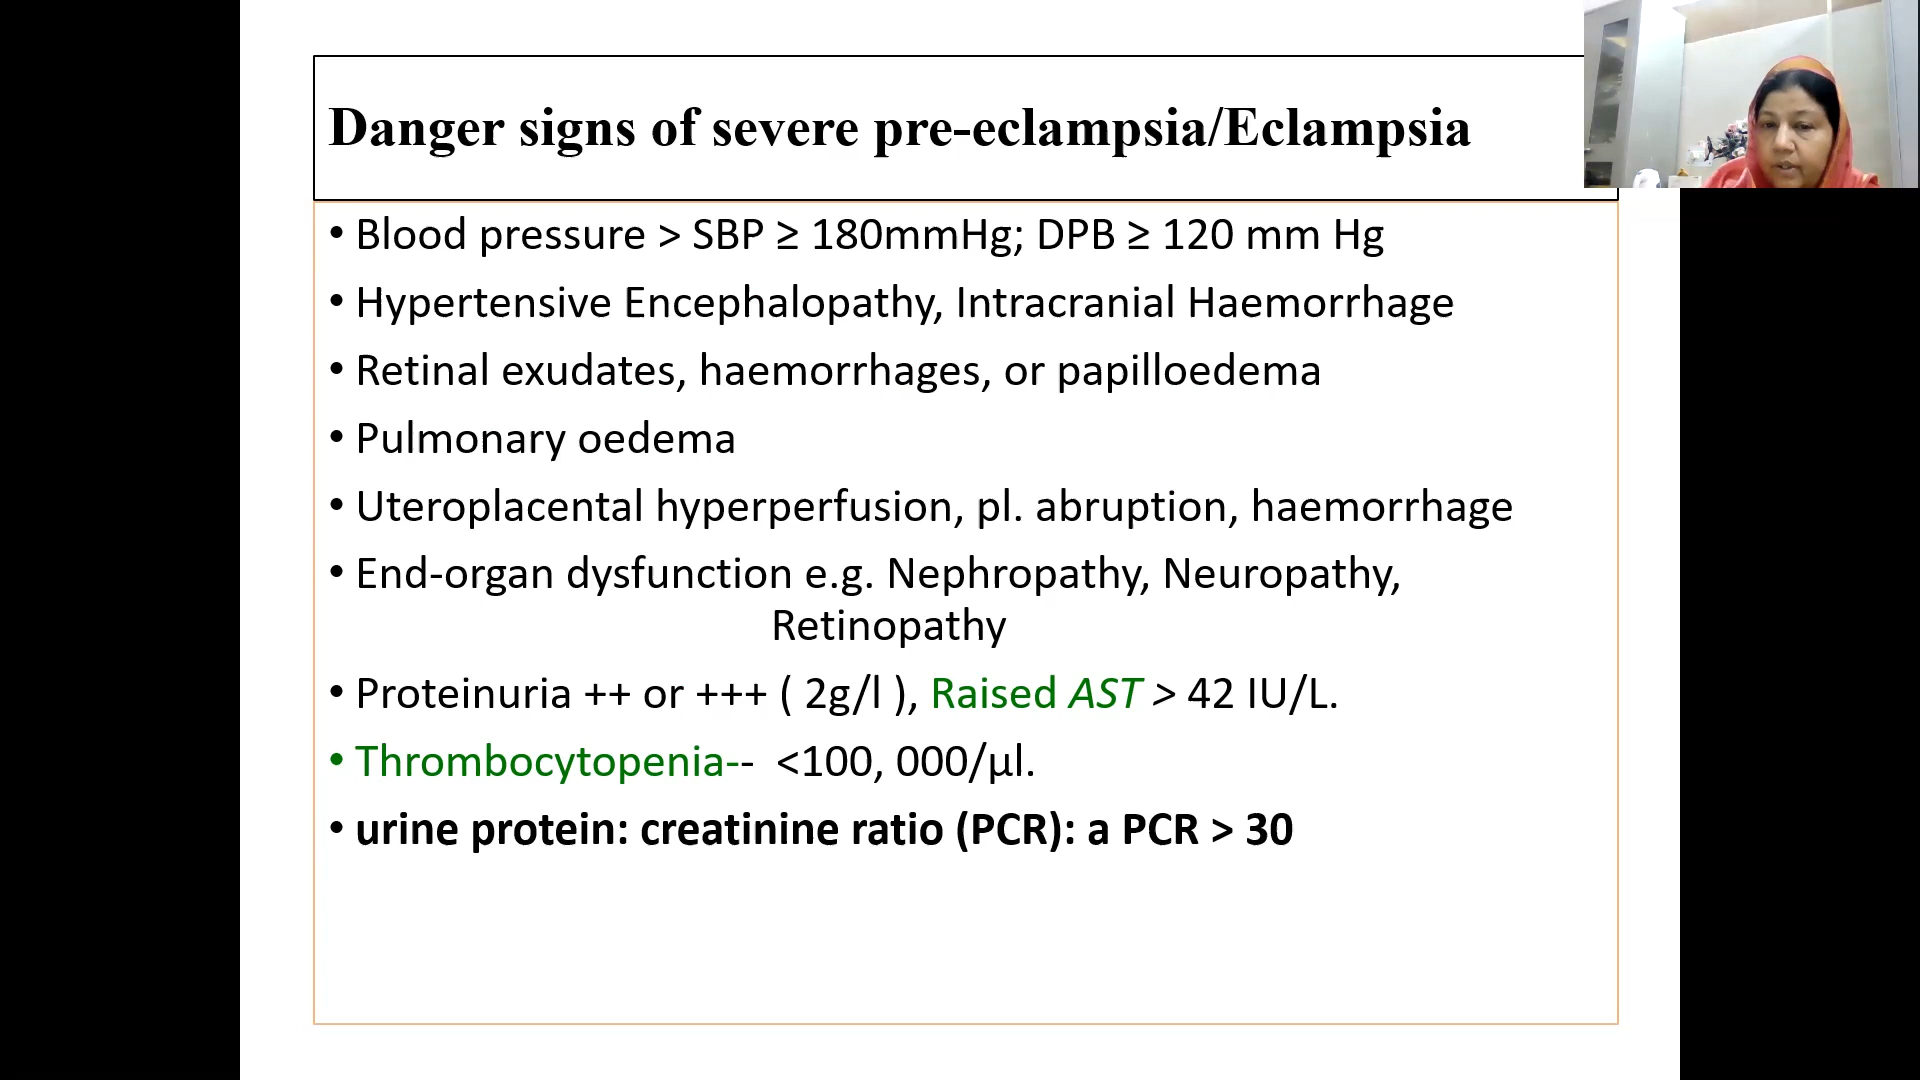 Danger signs of severe pre-eclampsia/Eclampsia
• Blood pressure > SBP ≥ 180mmHg; DPB ≥ 120 mm Hg
• Hypertensive Encephalopathy, Intracranial Haemorrhage
• Retinal exudates, haemorrhages, or papilloedema
• Pulmonary oedema
• Uteroplacental hyperperfusion, pl. abruption, haemorrhage
• End-organ dysfunction e.g. Nephropathy, Neuropathy,
Retinopathy
• Proteinuria ++ or +++ ( 2g/l ), Raised AST > 42 IU/L.
• Thrombocytopenia-- <100, 000/µl.
• urine protein: creatinine ratio (PCR): a PCR > 30